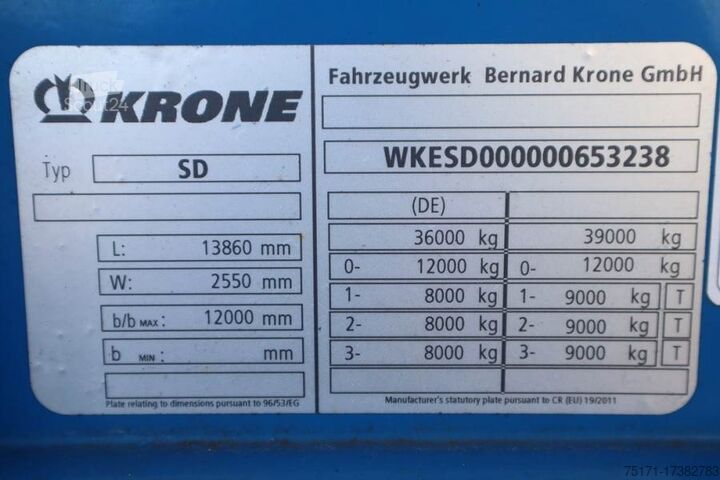 KRONE
Truck
Scout24
Typ SD
L: 13860 mm
W: 2550 mm
b/b MAX : 12000 mm
b MIN : mm
Plate relating to dimensions pursuant to 96/53/EG
Fahrzeugwerk Bernard Krone GmbH
WKESD000000653238
(DE)
36000 kg 39000 kg
0- 12000 kg 0- 12000 kg
1- 8000 kg 1- 9000 kg T
2- 8000 kg 2- 9000 kg T
3- 8000 kg 3- 9000 kg T
Manufacturer's statutory plate pursuant to CR (EU) 19/2011
75171-17382783